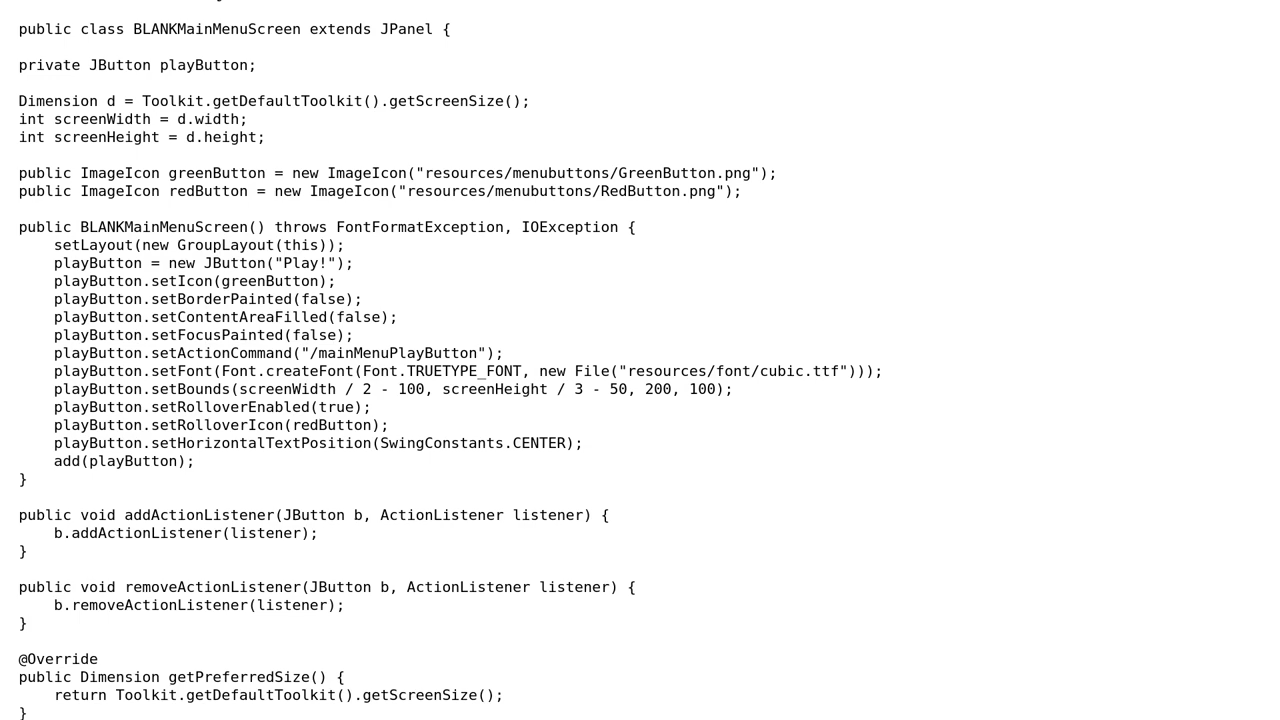 public class BLANKMainMenuScreen extends JPanel {
private JButton playButton;
Dimension d = Toolkit.getDefaultToolkit().getScreenSize();
int screenWidth = d.width;
int screenHeight = d.height;
public ImageIcon greenButton = new ImageIcon("resources/menubuttons/GreenButton.png");
public ImageIcon redButton = new ImageIcon("resources/menubuttons/RedButton.png");
public BLANKMainMenuScreen() throws FontFormatException, IOException {
    setLayout(new GroupLayout(this));
    playButton = new JButton("Play!");
    playButton.setIcon(greenButton);
    playButton.setBorderPainted(false);
    playButton.setContentAreaFilled(false);
    playButton.setFocusPainted(false);
    playButton.setActionCommand("/mainMenuPlayButton");
    playButton.setFont(Font.createFont(Font.TRUETYPE_FONT, new File("resources/font/cubic.ttf")));
    playButton.setBounds(screenWidth / 2 - 100, screenHeight / 3 - 50, 200, 100);
    playButton.setRolloverEnabled(true);
    playButton.setRolloverIcon(redButton);
    playButton.setHorizontalTextPosition(SwingConstants.CENTER);
    add(playButton);
}
public void addActionListener(JButton b, ActionListener listener) {
    b.addActionListener(listener);
}
public void removeActionListener(JButton b, ActionListener listener) {
    b.removeActionListener(listener);
}
@Override
public Dimension getPreferredSize() {
    return Toolkit.getDefaultToolkit().getScreenSize();
}